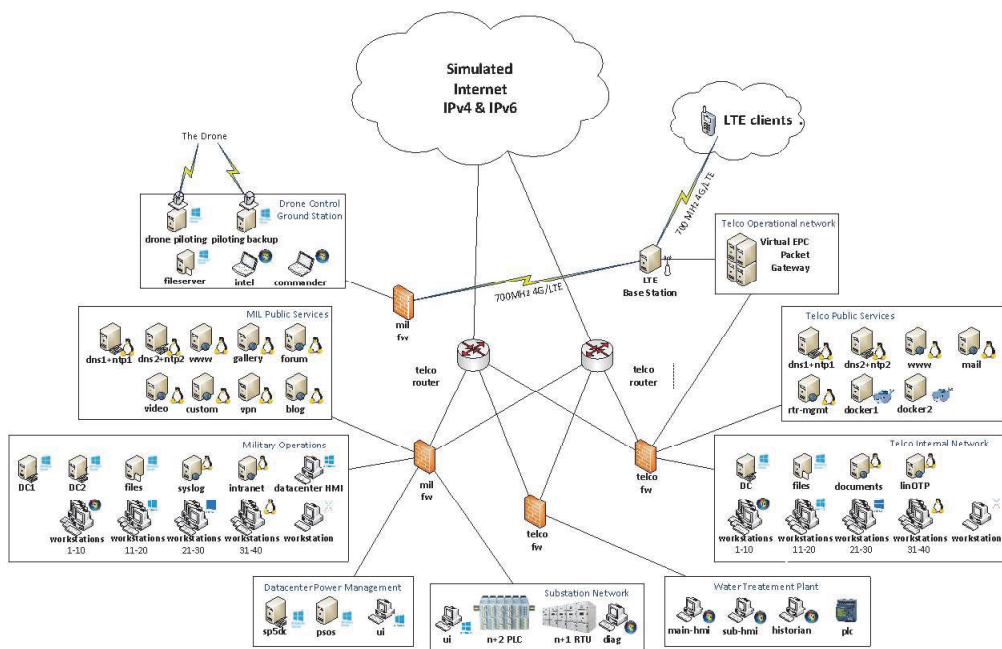 Simulated
Internet
IPv4 & IPv6
LTE clients .
The Drone
700 MHz 4G/LTE
Drone Control
Ground Station
drone piloting
piloting backup
fileserver
intel
commander
Telco Operational network
Virtual EPC
Packet
Gateway
LTE
Base Station
700MHz 4G/LTE
mil
fw
MIL Public Services
dns1+ntp1
dns2+ntp2
www
gallery
forum
video
custom
vpn
blog
telco
router
telco
router
Telco Public Services
dns1+ntp1
dns2+ntp2
www
mail
rtr-mgmt
docker1
docker2
Military Operations
DC1
DC2
files
syslog
intranet
datacenter HMI
workstations
1-10
workstations
11-20
workstations
21-30
workstations
31-40
workstation
mil
fw
telco
fw
telco
fw
Telco Internal Network
DC
files
documents
linOTP
workstations
1-10
workstations
11-20
workstations
21-30
workstations
31-40
workstation
Datacenter Power Management
sp5dc
psos
ui
Substation Network
ui
n+2 PLC
n+1 RTU
diag
Water Treatement Plant
main-hmi
sub-hmi
historian
plc